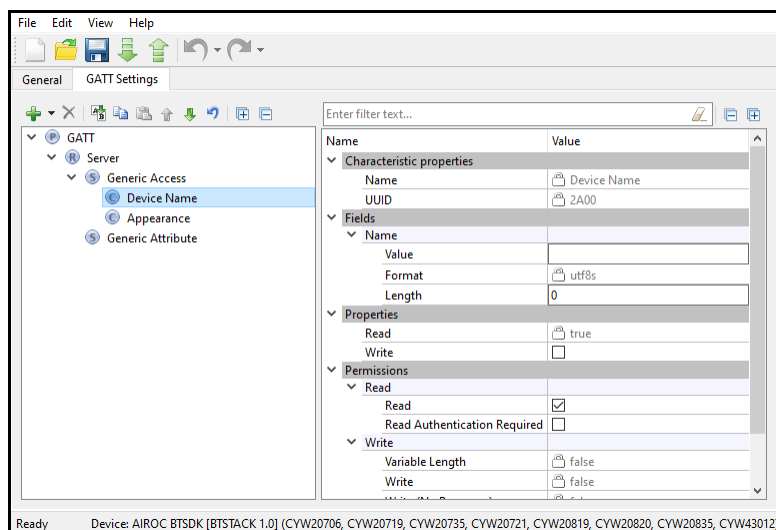 File Edit View Help
General GATT Settings
Enter filter text...
P GATT
R Server
S Generic Access
C Device Name
C Appearance
S Generic Attribute
Name Value
Characteristic properties
Name Device Name
UUID 2A00
Fields
Name
Value
Format utf8s
Length 0
Properties
Read true
Write
Permissions
Read
Read
Read Authentication Required
Write
Variable Length false
Write false
Ready Device: AIROC BTSDK [BTSTACK 1.0] (CYW20706, CYW20719, CYW20735, CYW20721, CYW20819, CYW20820, CYW20835, CYW43012